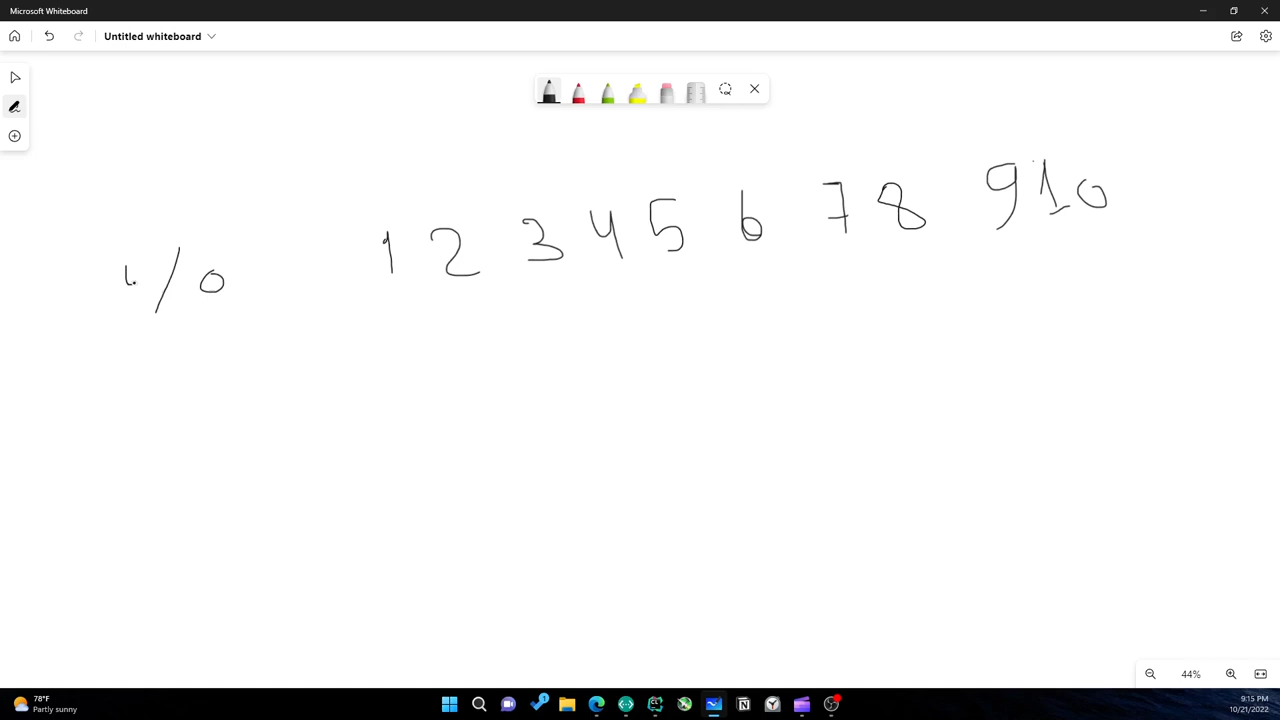 Microsoft Whiteboard
Untitled whiteboard
/ 0 1 2 3 4 5 6 7 8 9 10
44%
78°F
Partly sunny
1
9:15 PM
10/21/2022